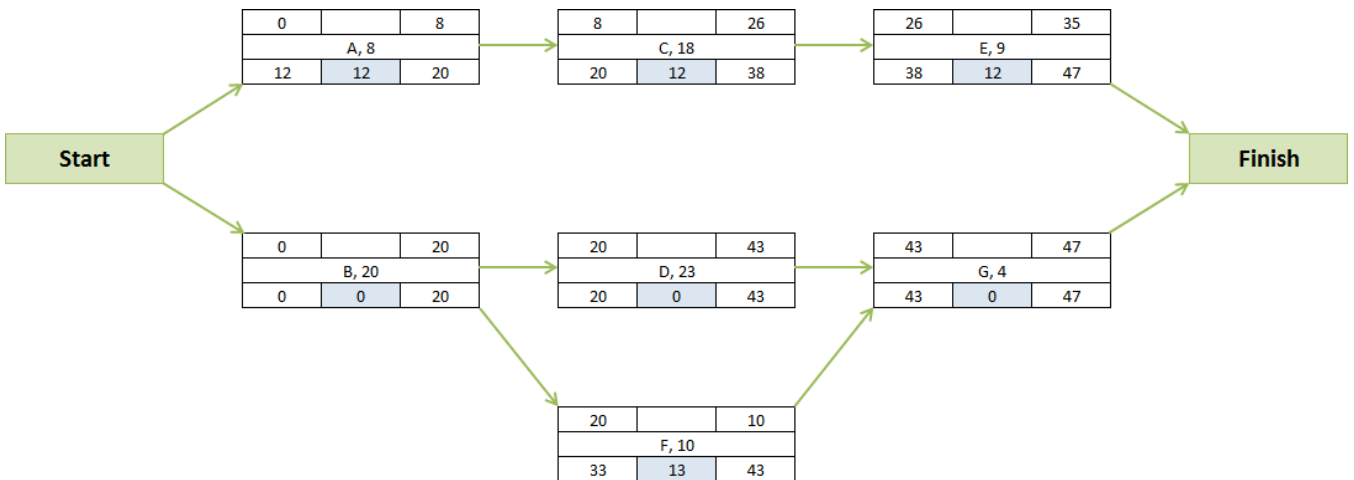 0 8 8 26 26 35
A, 8 C, 18 E, 9
12 12 20 20 12 38 38 12 47
Start Finish
0 20 20 43 43 47
B, 20 D, 23 G, 4
0 0 20 20 0 43 43 0 47
20 10
F, 10
33 13 43